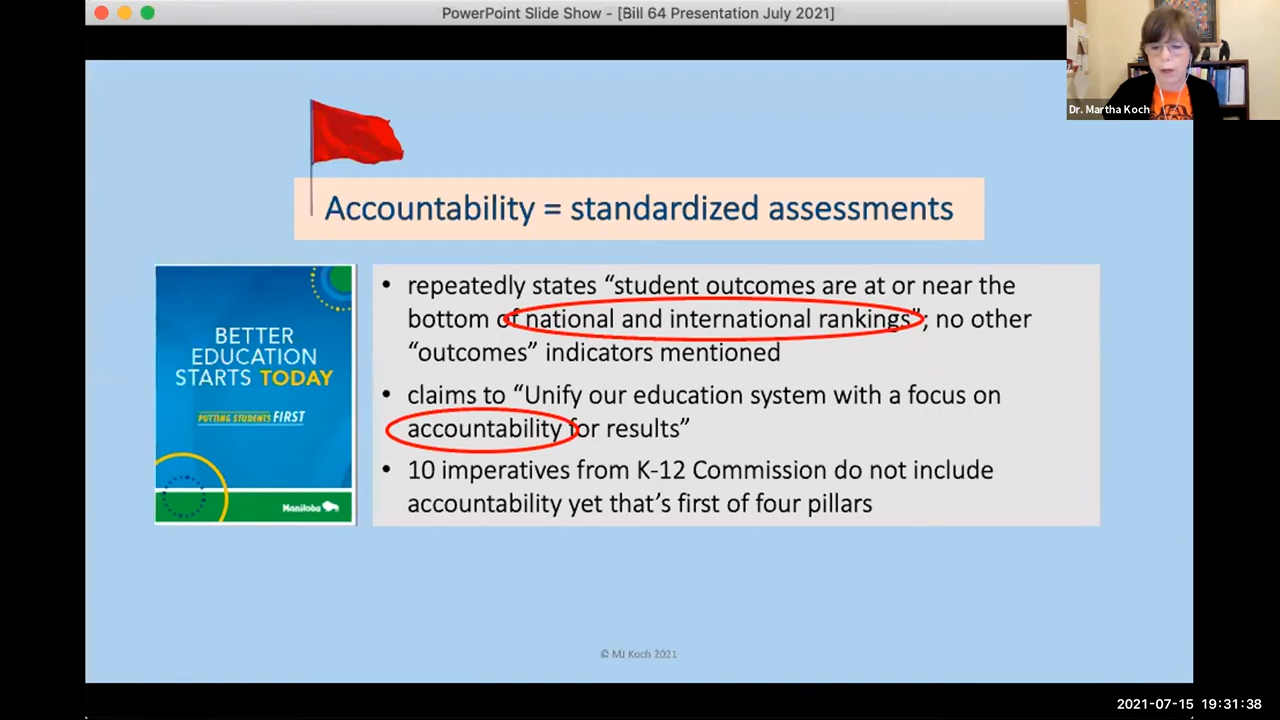 PowerPoint Slide Show - [Bill 64 Presentation July 2021]
Dr. Martha Koch
Accountability = standardized assessments
BETTER
EDUCATION
STARTS TODAY
PUTTING STUDENTS FIRST
Manitoba
• repeatedly states “student outcomes are at or near the
bottom of national and international rankings”; no other
“outcomes” indicators mentioned
• claims to “Unify our education system with a focus on
accountability for results”
• 10 imperatives from K-12 Commission do not include
accountability yet that’s first of four pillars
© MJ Koch 2021
2021-07-15 19:31:38